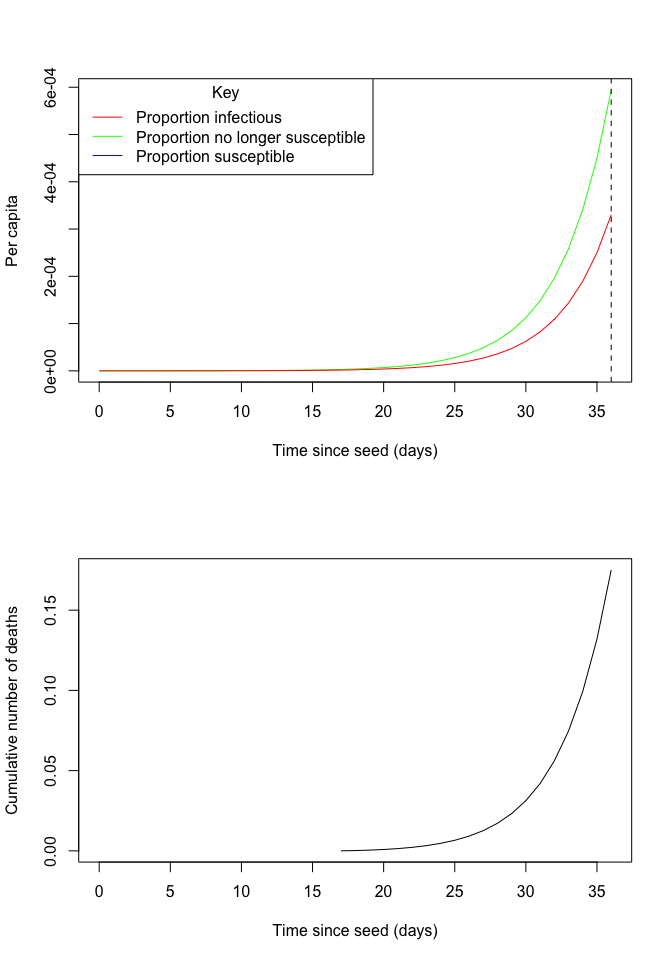 Key
Proportion infectious
Proportion no longer susceptible
Proportion susceptible
Per capita
6e-04
4e-04
2e-04
0e+00
0 5 10 15 20 25 30 35
Time since seed (days)
Cumulative number of deaths
0.15
0.10
0.05
0.00
0 5 10 15 20 25 30 35
Time since seed (days)